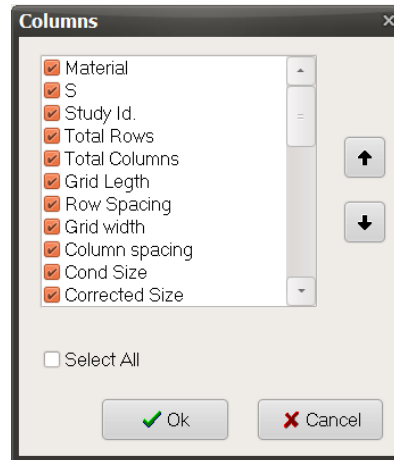 Columns
Material
S
Study Id.
Total Rows
Total Columns
Grid Legth
Row Spacing
Grid width
Column spacing
Cond Size
Corrected Size
Select All
Ok
Cancel